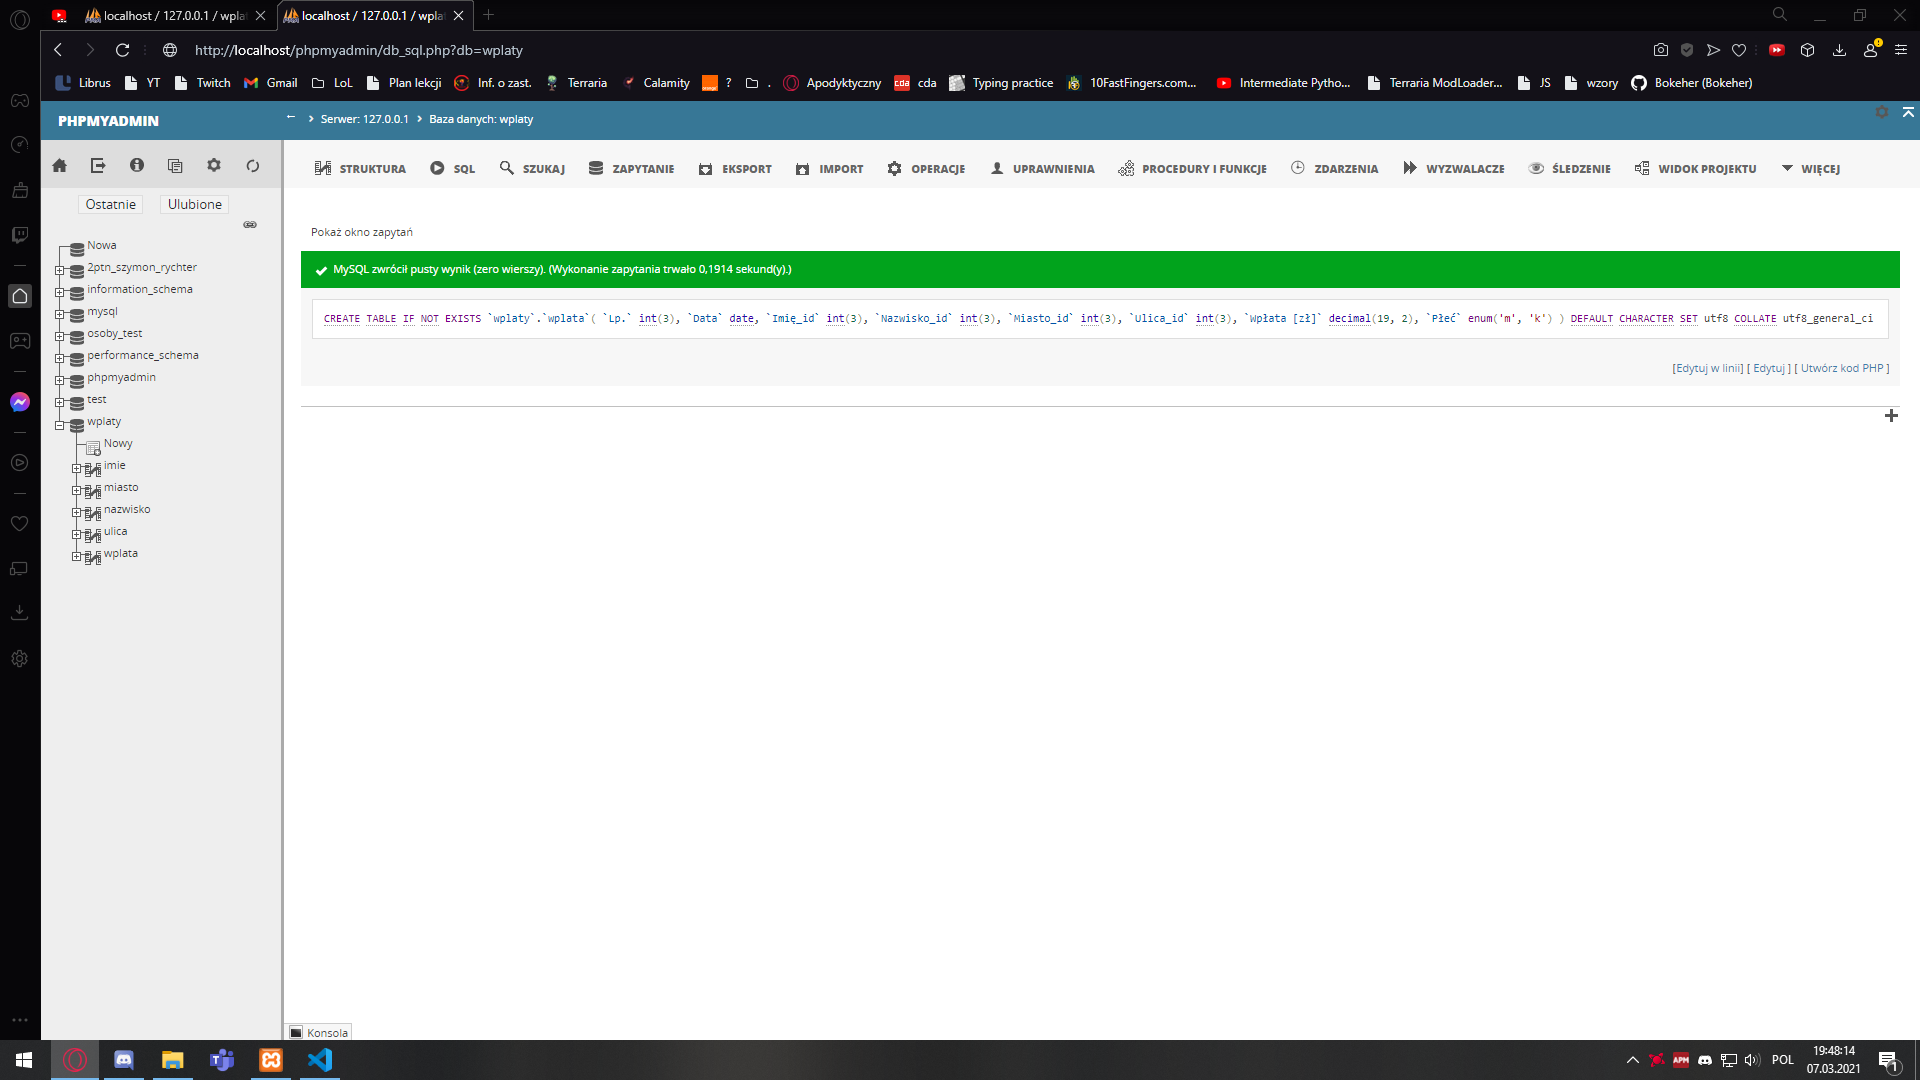 localhost / 127.0.0.1 / wplat
localhost / 127.0.0.1 / wpła
http://localhost/phpmyadmin/db_sql.php?db=wplaty
Librus YT Twitch Gmail LoL Plan lekcji Inf. o zast. Terraria Calamity ? . Apodyktyczny cda Typing practice 10FastFingers.com... Intermediate Pytho... Terraria ModLoader... JS wzory Bokeher (Bokeher)
PHPMYADMIN
← Serwer: 127.0.0.1 Baza danych: wplaty
STRUKTURA SQL SZUKAJ ZAPYTANIE EKSPORT IMPORT OPERACJE UPRAWNIENIA PROCEDURY I FUNKCJE ZDARZENIA WYZWALACZE ŚLEDZENIE WIDOK PROJEKTU WIĘCEJ
Ostatnie Ulubione
Nowa
2ptn_szymon_rychter
information_schema
mysql
osoby_test
performance_schema
phpmyadmin
test
wplaty
Nowy
imie
miasto
nazwisko
ulica
wplata
Pokaż okno zapytań
MySQL zwrócił pusty wynik (zero wierszy). (Wykonanie zapytania trwało 0,1914 sekund(y).)
CREATE TABLE IF NOT EXISTS `wplaty`.`wplata`( `Lp.` int(3), `Data` date, `Imię_id` int(3), `Nazwisko_id` int(3), `Miasto_id` int(3), `Ulica_id` int(3), `Wpłata [zł]` decimal(19, 2), `Płeć` enum('m', 'k') ) DEFAULT CHARACTER SET utf8 COLLATE utf8_general_ci
[Edytuj w linii] [ Edytuj ] [ Utwórz kod PHP ]
Konsola
APM
POL
19:48:14
07.03.2021
1